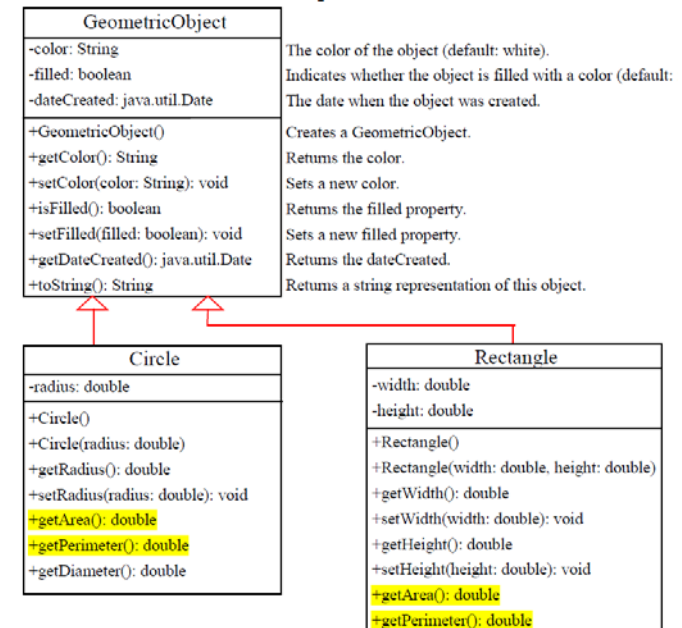 GeometricObject
-color: String
The color of the object (default: white).
-filled: boolean
Indicates whether the object is filled with a color (default:
-dateCreated: java.util.Date
The date when the object was created.
+GeometricObject()
Creates a GeometricObject.
+getColor(): String
Returns the color.
+setColor(color: String): void
Sets a new color.
+isFilled(): boolean
Returns the filled property.
+setFilled(filled: boolean): void
Sets a new filled property.
+getDateCreated(): java.util.Date
Returns the dateCreated.
+toString(): String
Returns a string representation of this object.
Circle
-radius: double
+Circle()
+Circle(radius: double)
+getRadius(): double
+setRadius(radius: double): void
+getArea(): double
+getPerimeter(): double
+getDiameter(): double
Rectangle
-width: double
-height: double
+Rectangle()
+Rectangle(width: double, height: double)
+getWidth(): double
+setWidth(width: double): void
+getHeight(): double
+setHeight(height: double): void
+getArea(): double
+getPerimeter(): double